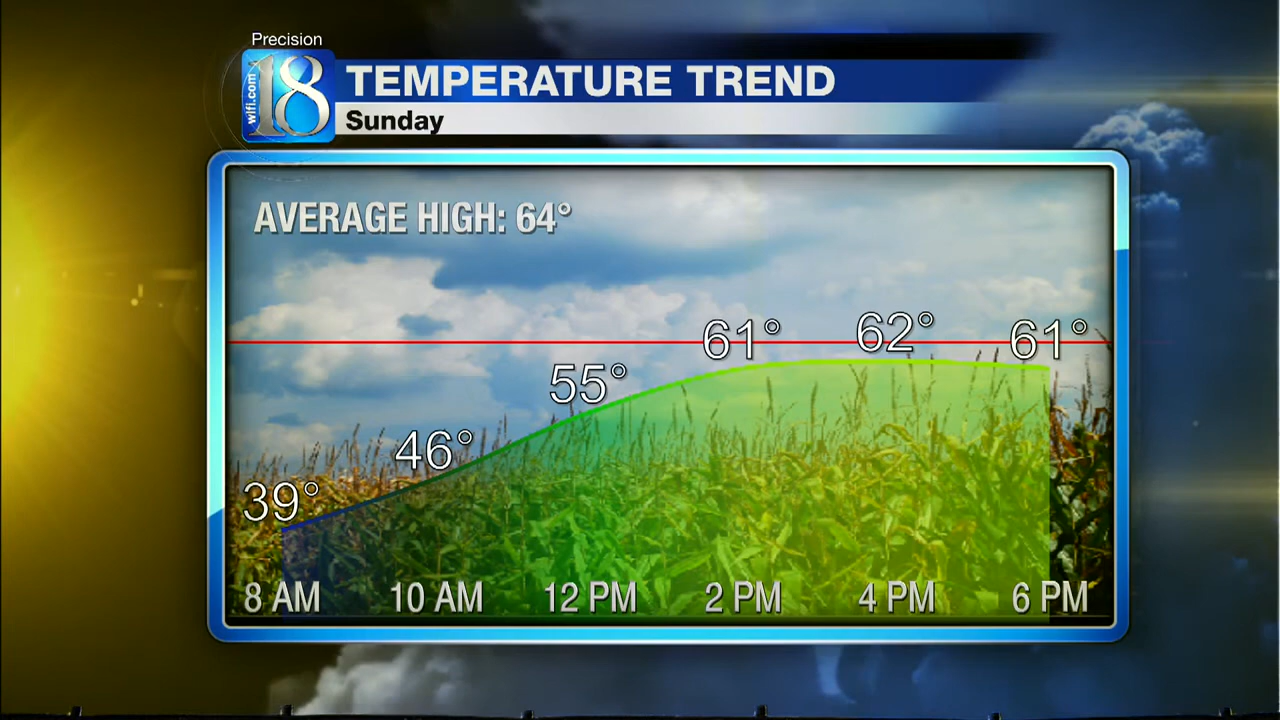 Precision
wlfi.com
18
TEMPERATURE TREND
Sunday
AVERAGE HIGH: 64°
39°
46°
55°
61°
62°
61°
8 AM 10 AM 12 PM 2 PM 4 PM 6 PM